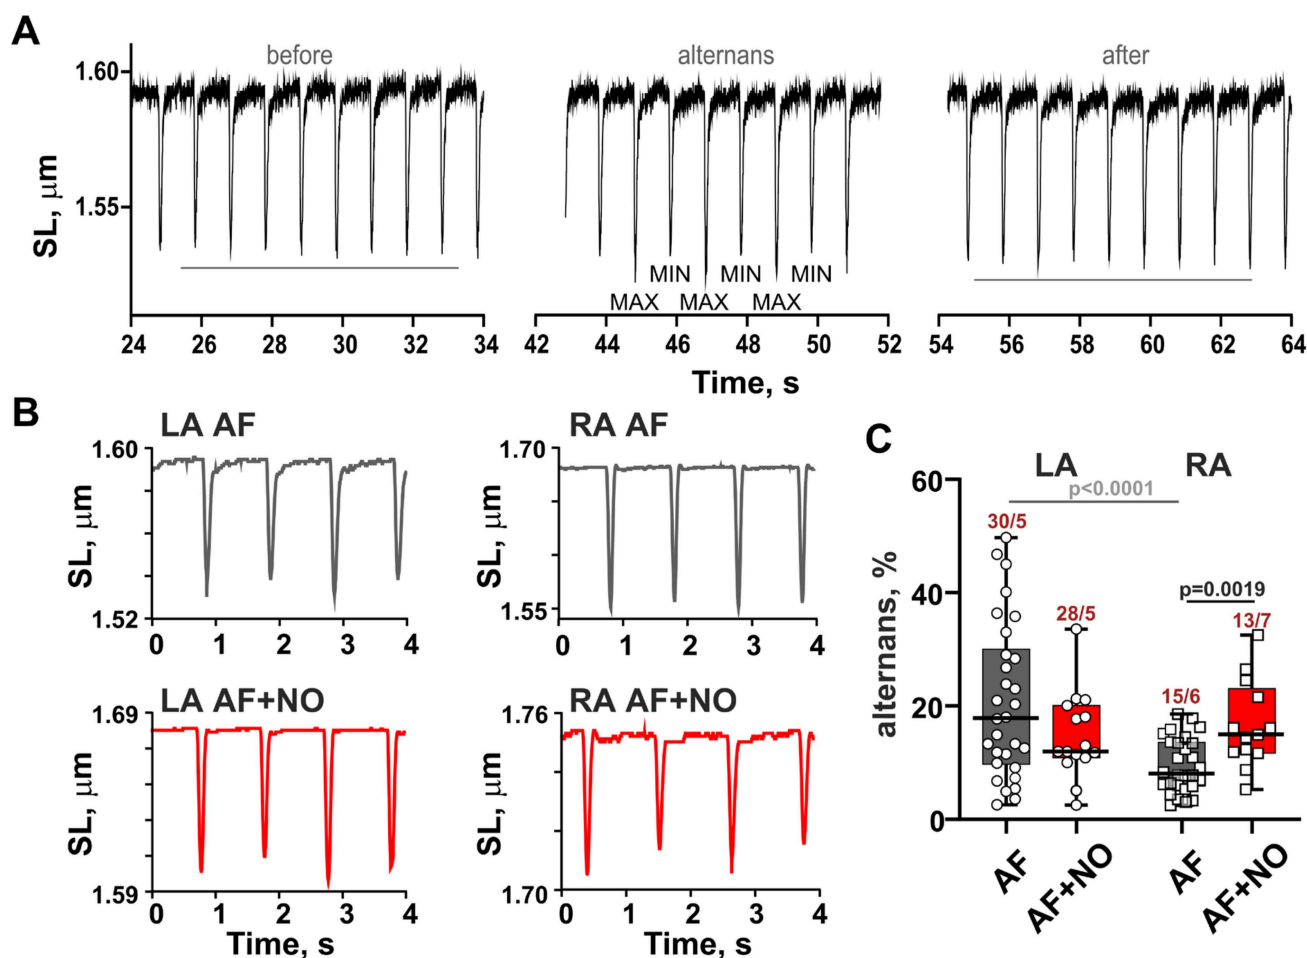 A
before
alternans
after
1.60
1.55
SL, μm
MIN MIN MIN
MAX MAX MAX
24 26 28 30 32 34
42 44 46 48 50 52
54 56 58 60 62 64
Time, s
B
LA AF
1.60
SL, μm
1.52
0 1 2 3 4
RA AF
1.70
SL, μm
1.55
0 1 2 3 4
LA AF+NO
1.69
SL, μm
1.59
0 1 2 3 4
Time, s
RA AF+NO
1.76
SL, μm
1.70
0 1 2 3 4
Time, s
C
LA RA
p<0.0001
30/5
28/5
p=0.0019
13/7
15/6
60
40
20
0
alternans, %
AF
AF+NO
AF
AF+NO